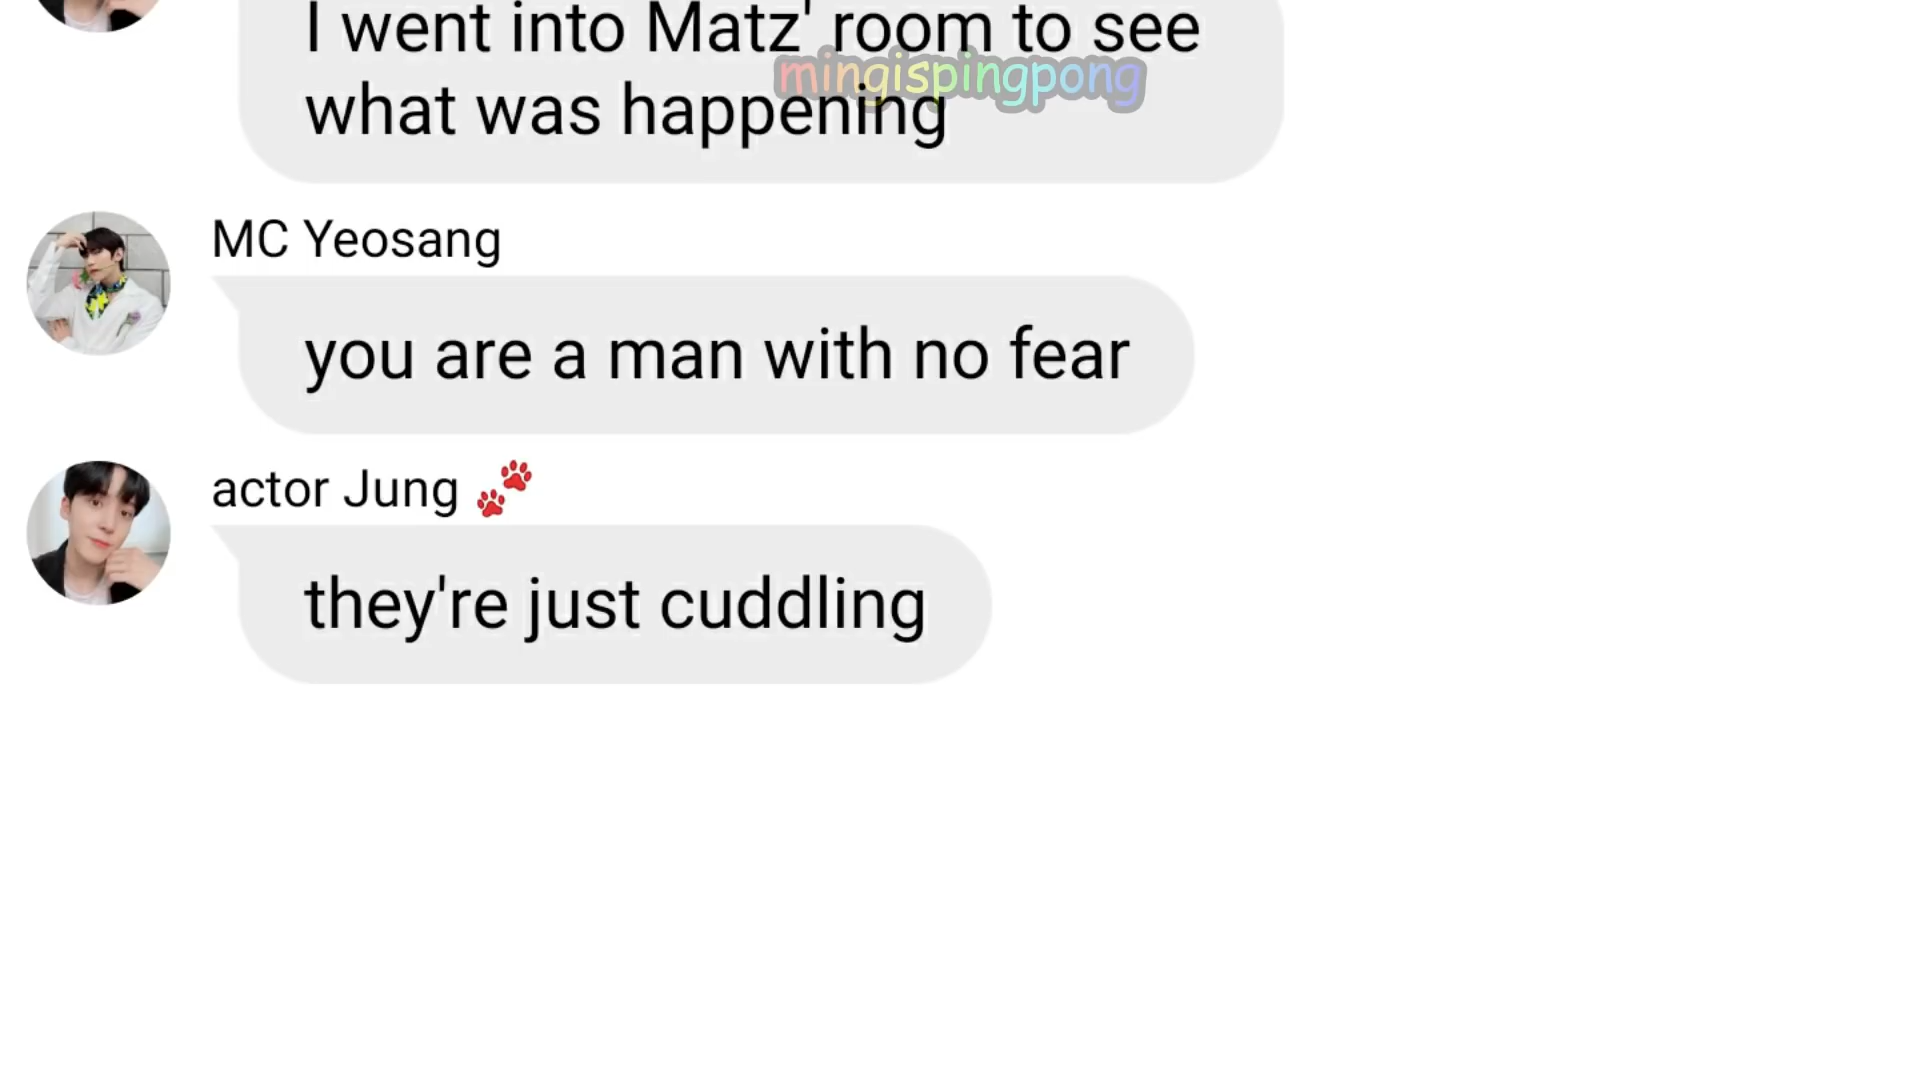 I went into Matz' room to see
mingispingpong
what was happening
MC Yeosang
you are a man with no fear
actor Jung 🐾
they're just cuddling